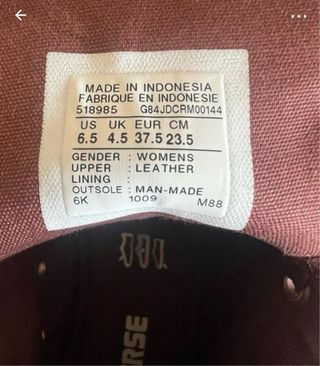 MADE IN INDONESIA
FABRIQUE EN INDONESIE
518985 G84JDCRM00144
US UK EUR CM
6.5 4.5 37.5 23.5
GENDER : WOMENS
UPPER : LEATHER
LINING :
OUTSOLE : MAN-MADE
6K 1009 M88
RSE